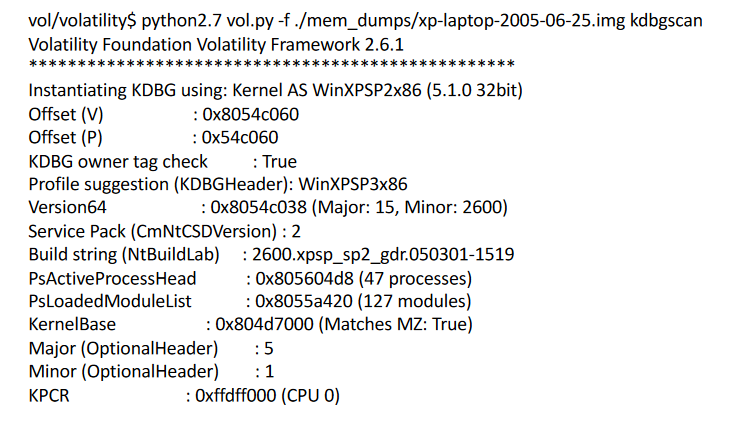 vol/volatility$ python2.7 vol.py -f ./mem_dumps/xp-laptop-2005-06-25.img kdbgscan
Volatility Foundation Volatility Framework 2.6.1
**************************************************
Instantiating KDBG using: Kernel AS WinXPSP2x86 (5.1.0 32bit)
Offset (V) : 0x8054c060
Offset (P) : 0x54c060
KDBG owner tag check : True
Profile suggestion (KDBGHeader): WinXPSP3x86
Version64 : 0x8054c038 (Major: 15, Minor: 2600)
Service Pack (CmNtCSDVersion) : 2
Build string (NtBuildLab) : 2600.xpsp_sp2_gdr.050301-1519
PsActiveProcessHead : 0x805604d8 (47 processes)
PsLoadedModuleList : 0x8055a420 (127 modules)
KernelBase : 0x804d7000 (Matches MZ: True)
Major (OptionalHeader) : 5
Minor (OptionalHeader) : 1
KPCR : 0xffdff000 (CPU 0)